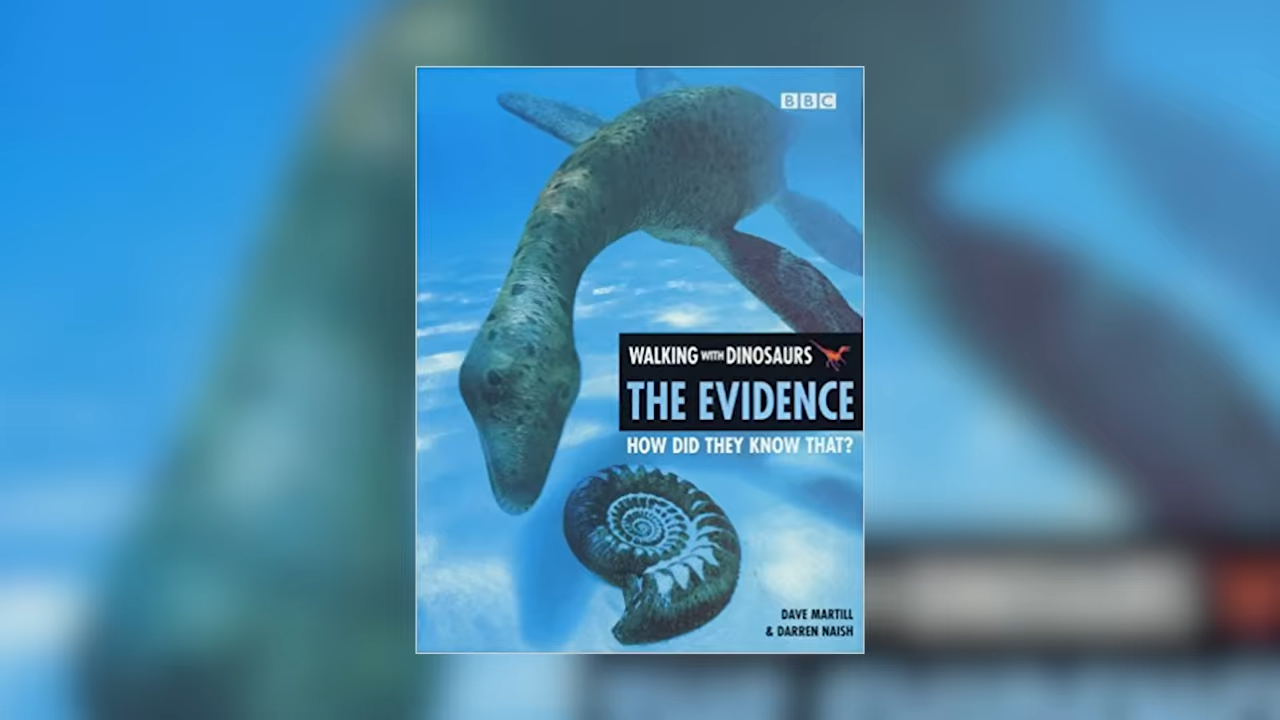 BBC
WALKING WITH DINOSAURS
THE EVIDENCE
HOW DID THEY KNOW THAT?
DAVE MARTILL
& DARREN NAISH